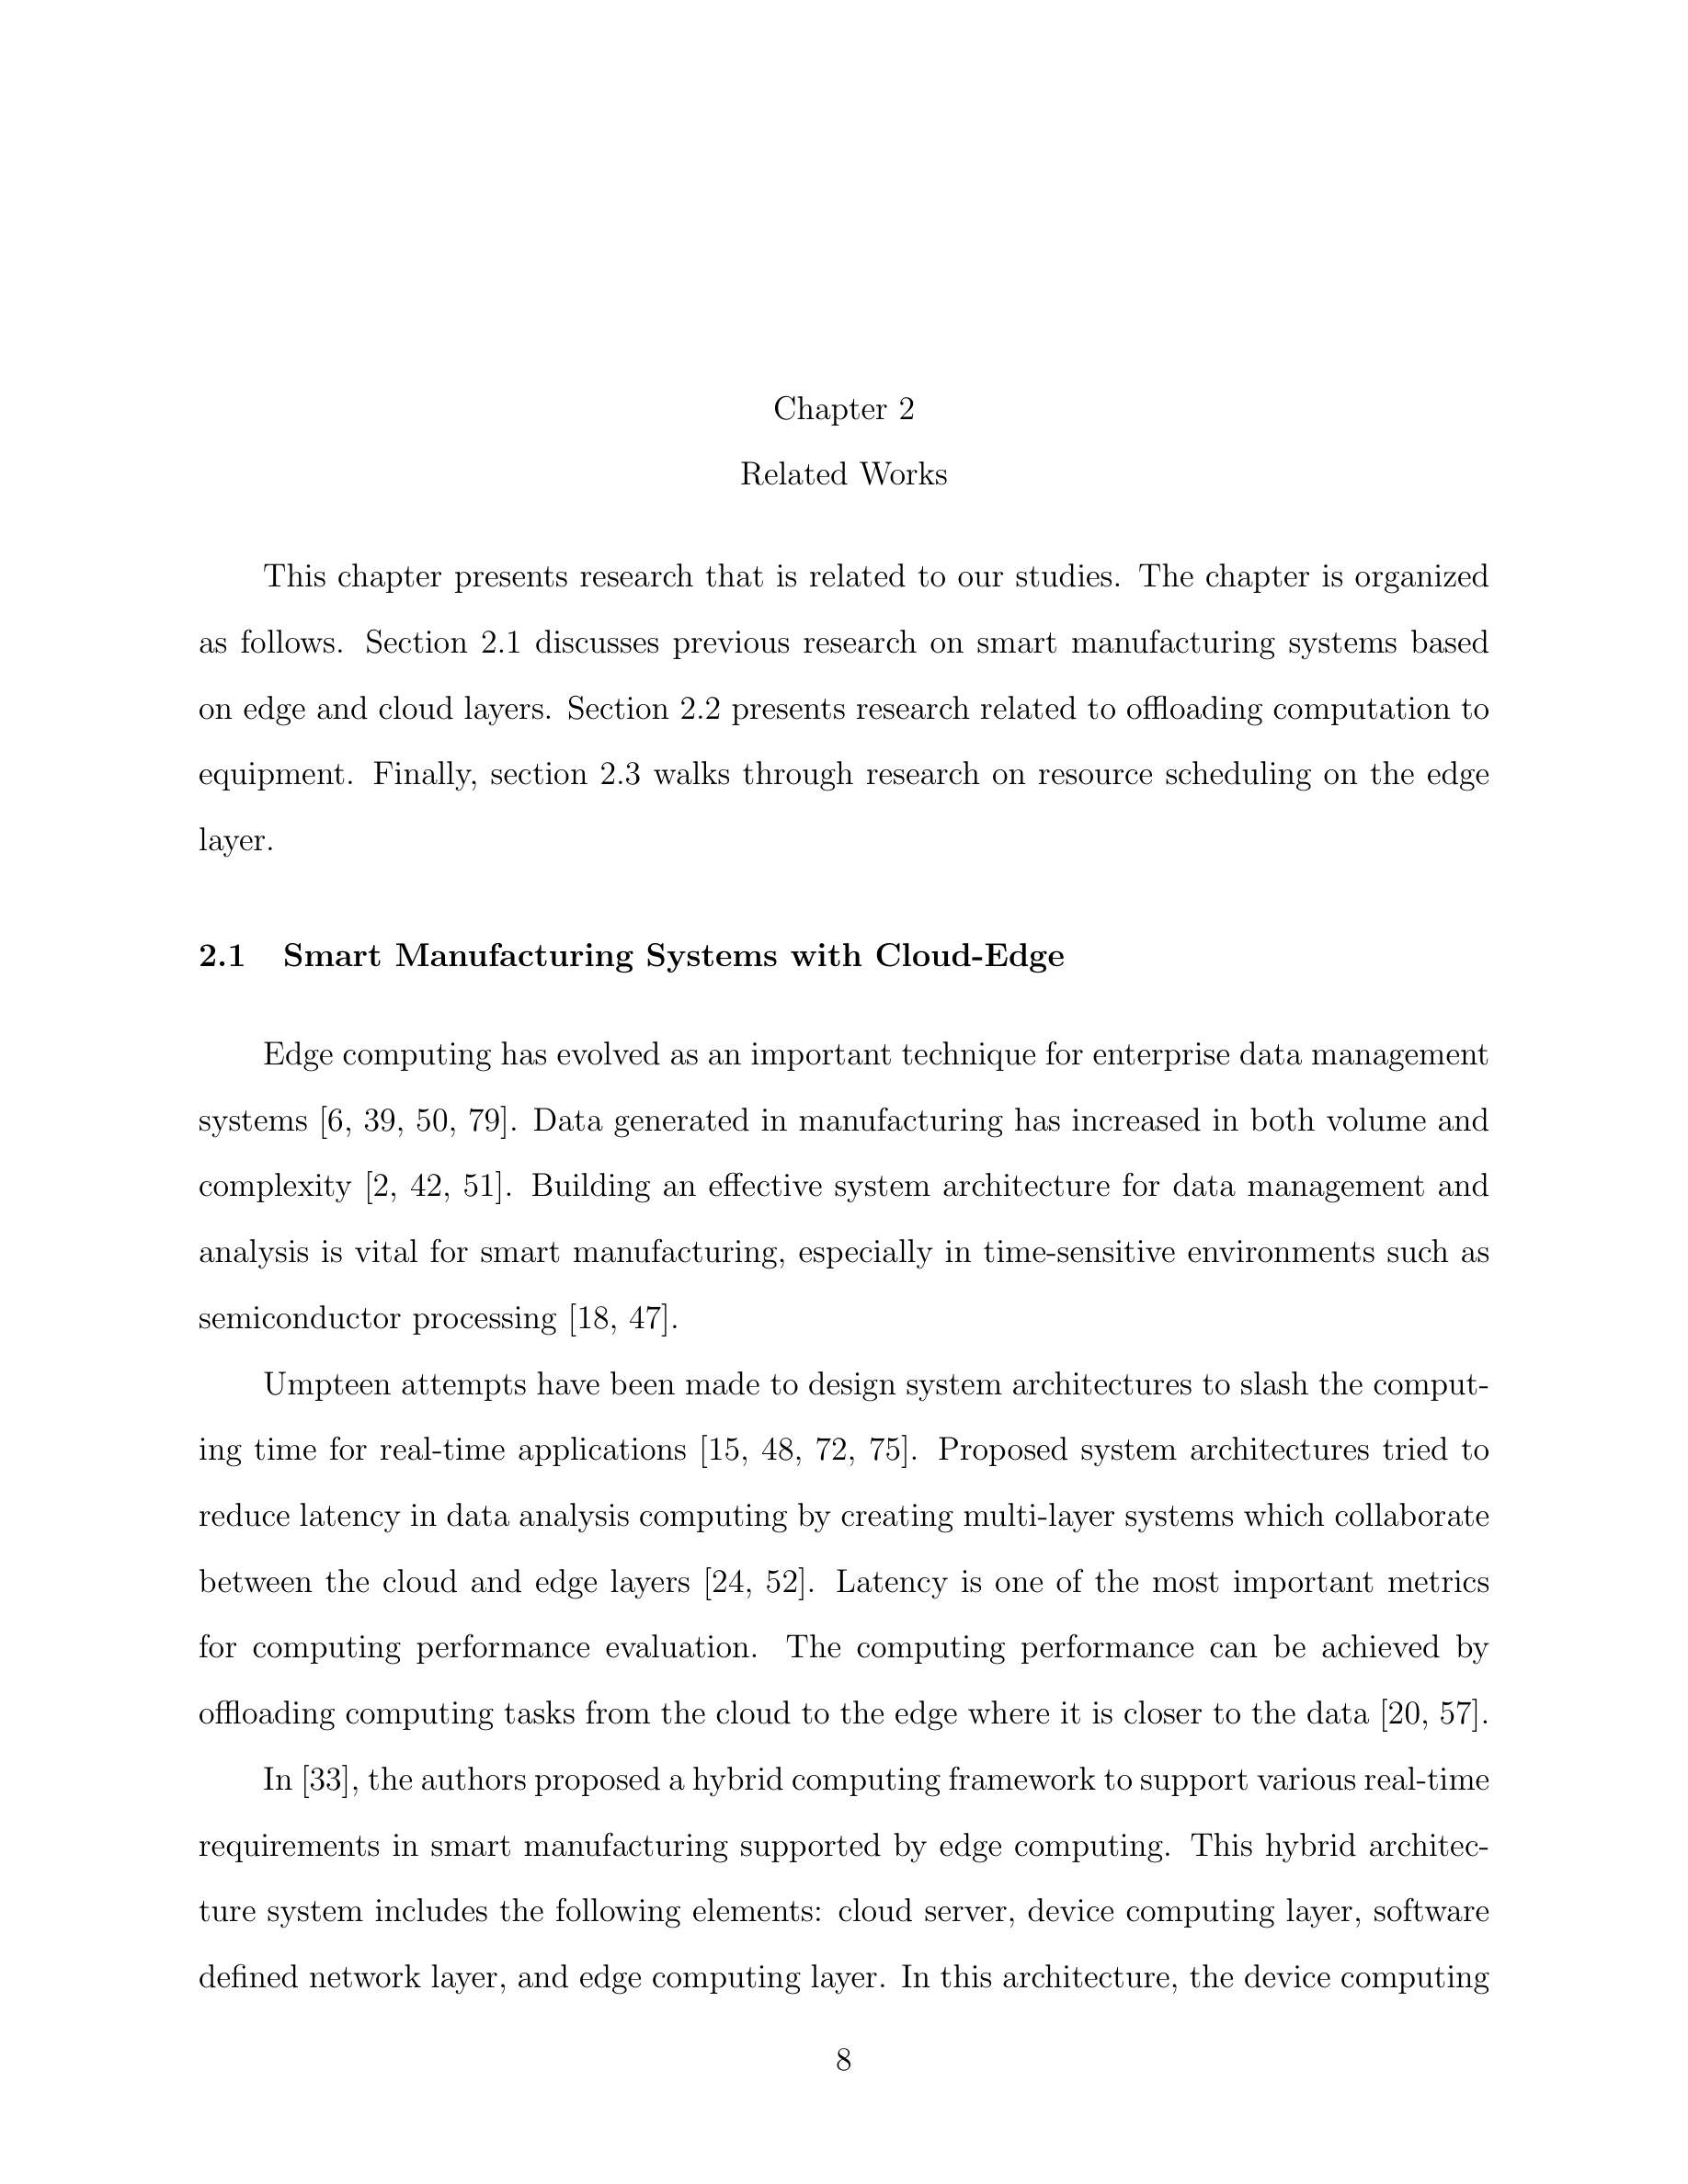 Chapter 2
Related Works
This chapter presents research that is related to our studies. The chapter is organized
as follows. Section 2.1 discusses previous research on smart manufacturing systems based
on edge and cloud layers. Section 2.2 presents research related to offloading computation to
equipment. Finally, section 2.3 walks through research on resource scheduling on the edge
layer.
2.1 Smart Manufacturing Systems with Cloud-Edge
Edge computing has evolved as an important technique for enterprise data management
systems [6, 39, 50, 79]. Data generated in manufacturing has increased in both volume and
complexity [2, 42, 51]. Building an effective system architecture for data management and
analysis is vital for smart manufacturing, especially in time-sensitive environments such as
semiconductor processing [18, 47].
Umpteen attempts have been made to design system architectures to slash the comput-
ing time for real-time applications [15, 48, 72, 75]. Proposed system architectures tried to
reduce latency in data analysis computing by creating multi-layer systems which collaborate
between the cloud and edge layers [24, 52]. Latency is one of the most important metrics
for computing performance evaluation. The computing performance can be achieved by
offloading computing tasks from the cloud to the edge where it is closer to the data [20, 57].
In [33], the authors proposed a hybrid computing framework to support various real-time
requirements in smart manufacturing supported by edge computing. This hybrid architec-
ture system includes the following elements: cloud server, device computing layer, software
defined network layer, and edge computing layer. In this architecture, the device computing
8